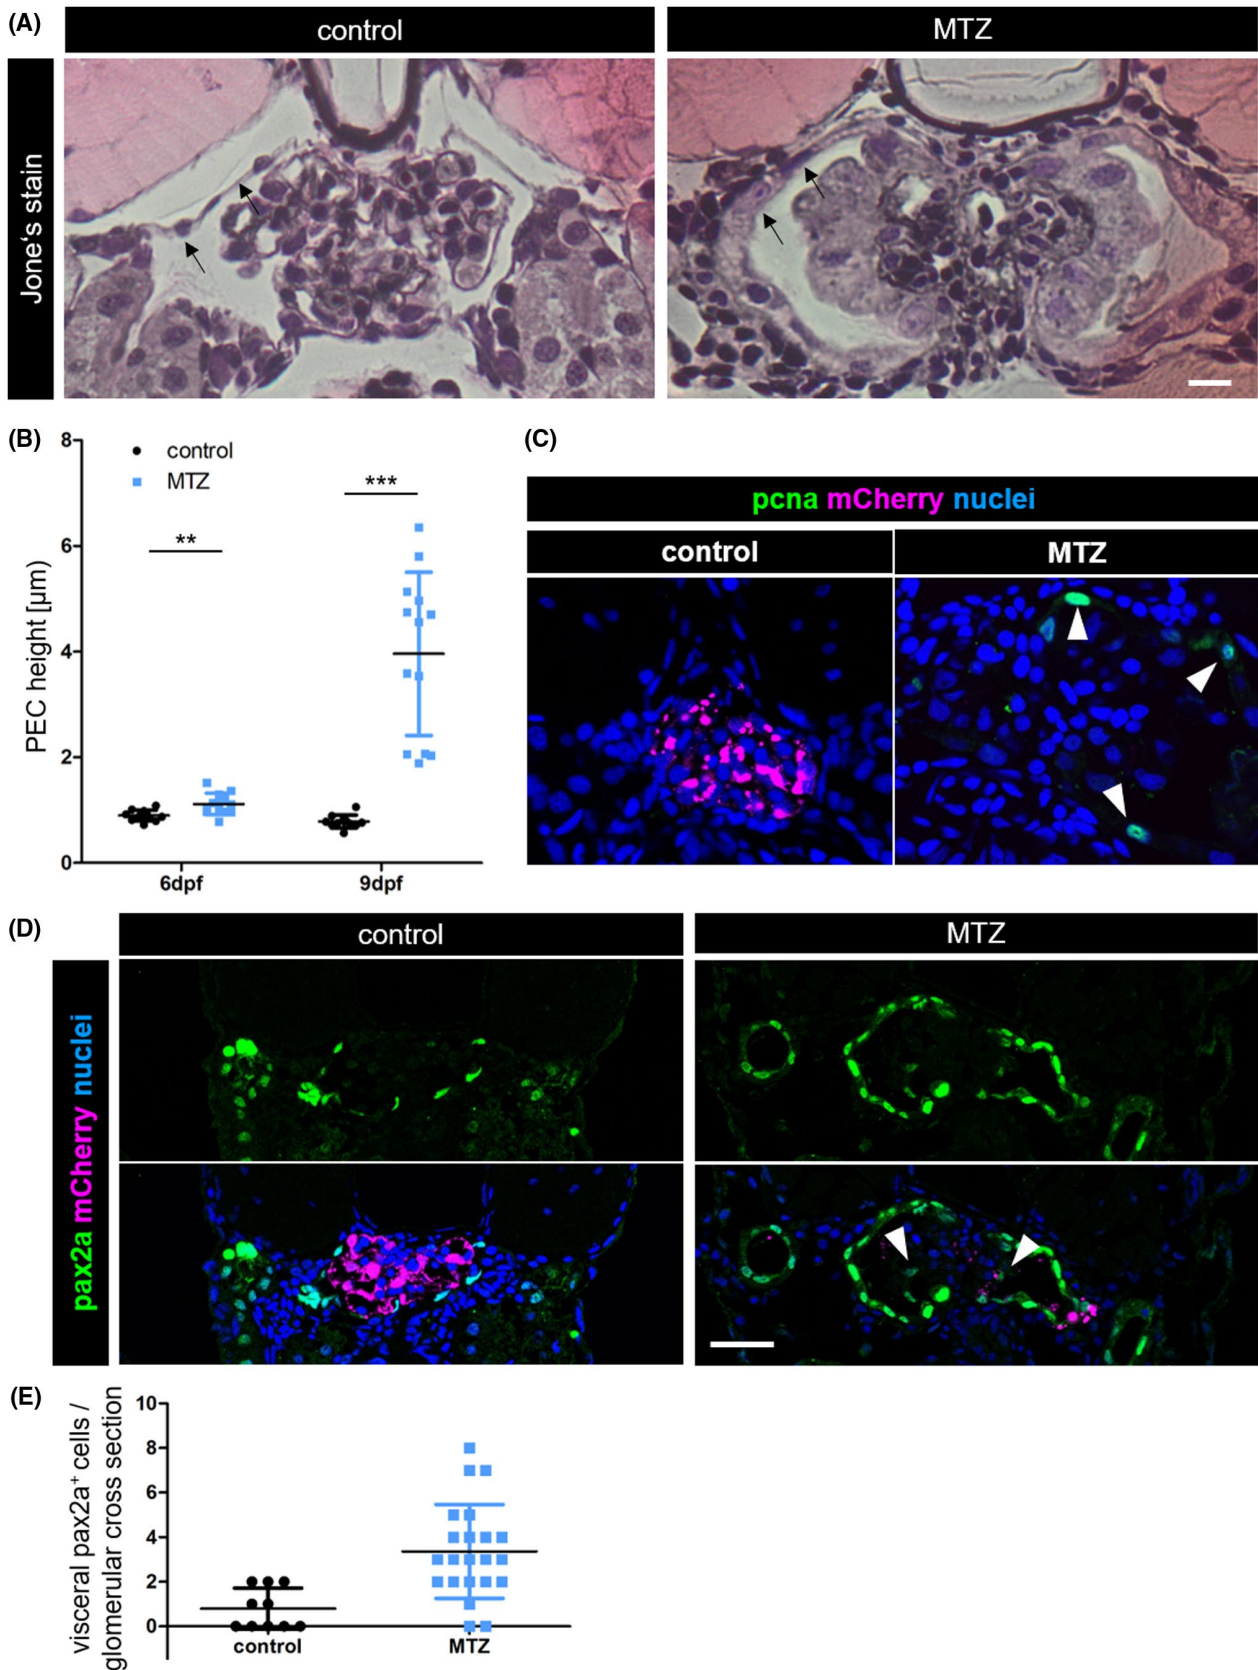 (A)
control
MTZ
Jone's stain
(B)
8
6
4
2
0
PEC height [µm]
control
MTZ
**
***
6dpf
9dpf
(C)
pcna mCherry nuclei
control
MTZ
(D)
control
MTZ
pax2a mCherry nuclei
(E)
visceral pax2a+ cells /
glomerular cross section
10
8
6
4
2
0
control
MTZ